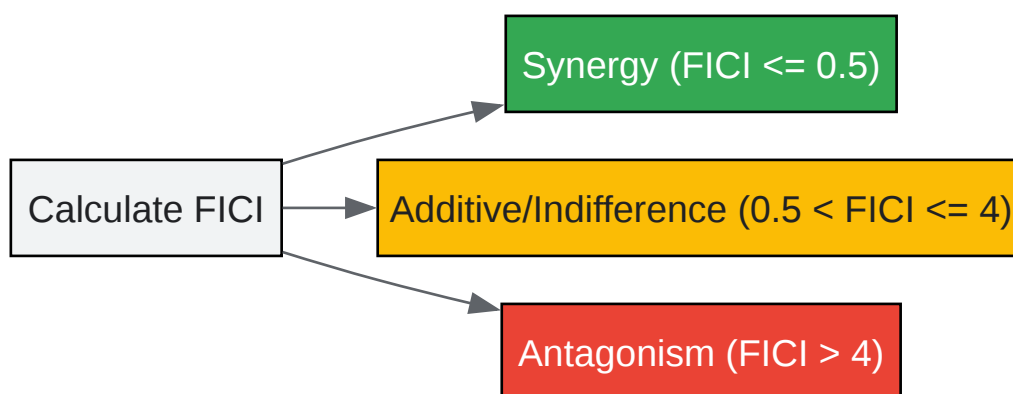 Synergy (FICI <= 0.5)
Calculate FICI
Additive/Indifference (0.5 < FICI <= 4)
Antagonism (FICI > 4)